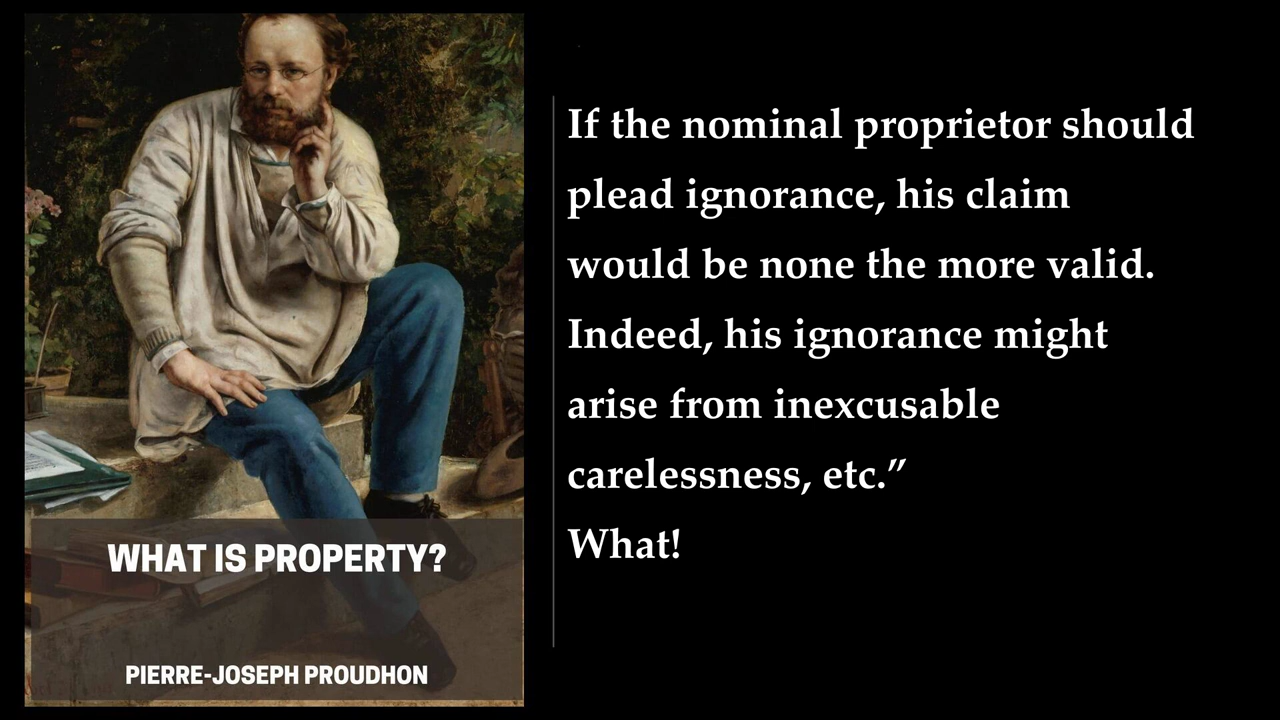 WHAT IS PROPERTY?
PIERRE-JOSEPH PROUDHON
If the nominal proprietor should
plead ignorance, his claim
would be none the more valid.
Indeed, his ignorance might
arise from inexcusable
carelessness, etc.”
What!